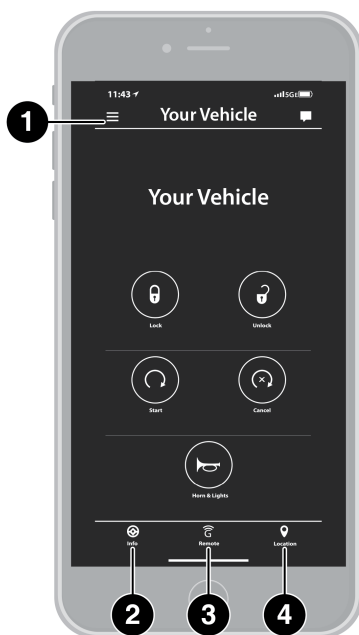 11:43 5GE
1
Your Vehicle
Your Vehicle
Lock Unlock
Start Cancel
Horn & Lights
Info Remote Location
2 3 4